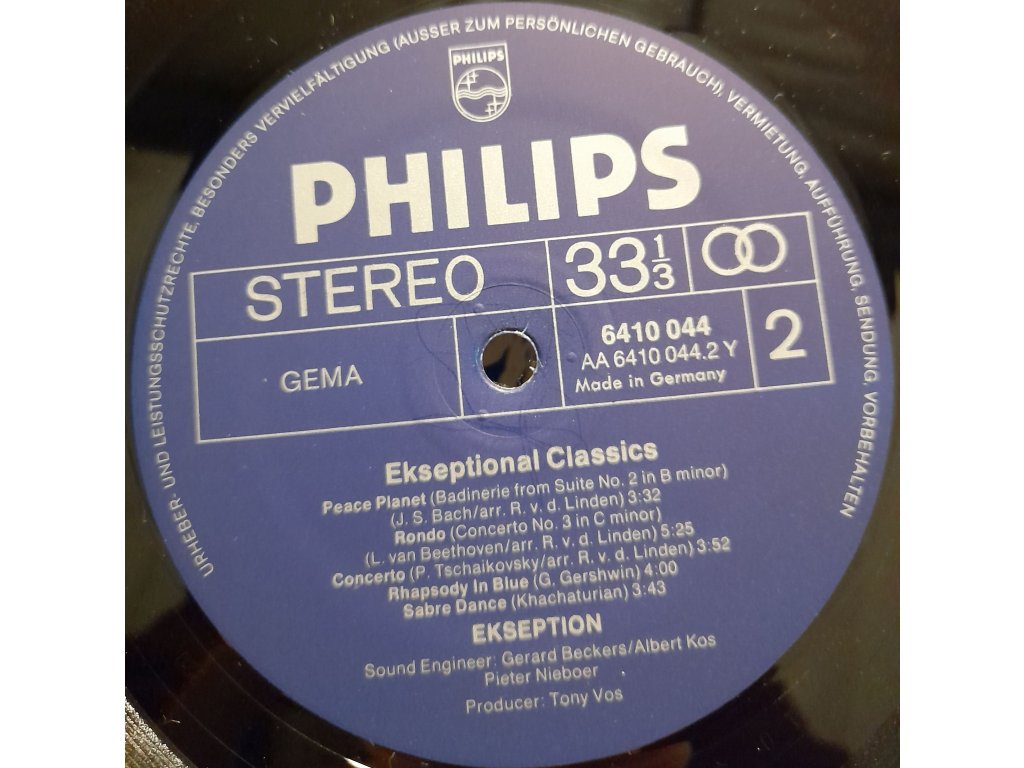 URHEBER- UND LEISTUNGSSCHUTZRECHTE, BESONDERS VERVIELFÄLTIGUNG (AUSSER ZUM PERSÖNLICHEN GEBRAUCH), VERMIETUNG, AUFFÜHRUNG, SENDUNG, VORBEHALTEN
PHILIPS
PHILIPS
STEREO
33 1/3
GEMA
6410 044
AA 6410 044.2 Y
Made in Germany
2
Ekseptional Classics
Peace Planet (Badinerie from Suite No. 2 in B minor)
(J. S. Bach/arr. R. v. d. Linden) 3:32
Rondo (Concerto No. 3 in C minor)
(L. van Beethoven/arr. R. v. d. Linden) 5:25
Concerto (P. Tschaikovsky/arr. R. v. d. Linden) 3:52
Rhapsody In Blue (G. Gershwin) 4:00
Sabre Dance (Khachaturian) 3:43
EKSEPTION
Sound Engineer: Gerard Beckers/Albert Kos
Pieter Nieboer
Producer: Tony Vos